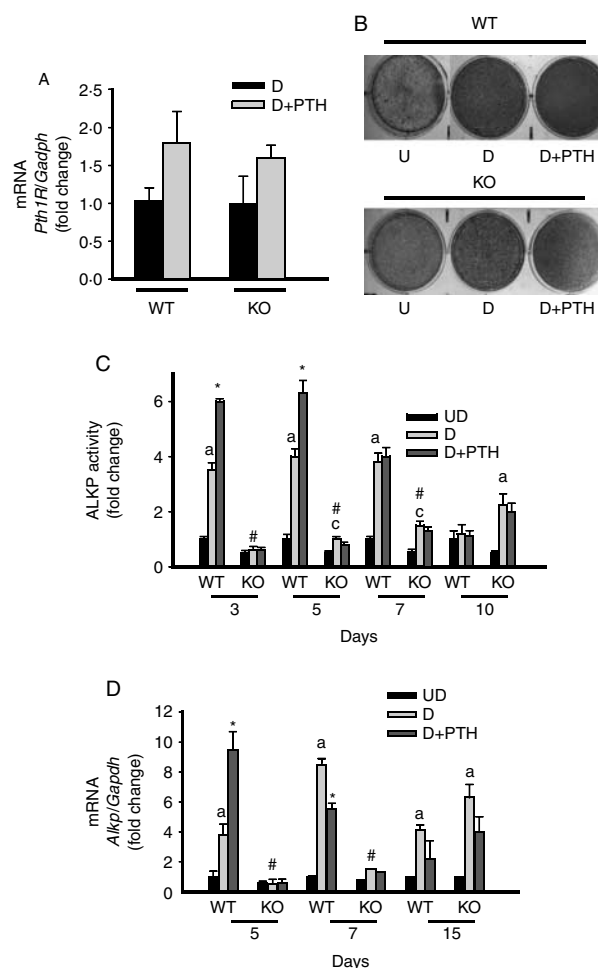 A
mRNA
Pth1R/Gadph
(fold change)
2·5
2·0
1·5
1·0
0·5
0·0
D
D+PTH
WT
KO
B
WT
U
D
D+PTH
KO
U
D
D+PTH
C
ALKP activity
(fold change)
6
4
2
0
UD
D
D+PTH
*
a
#
*
a
#
c
a
#
c
a
WT KO WT KO WT KO WT KO
3 5 7 10
Days
D
mRNA
Alkp/Gapdh
(fold change)
12
10
8
6
4
2
0
UD
D
D+PTH
*
a
#
a
*
#
a
a
WT KO WT KO WT KO
5 7 15
Days